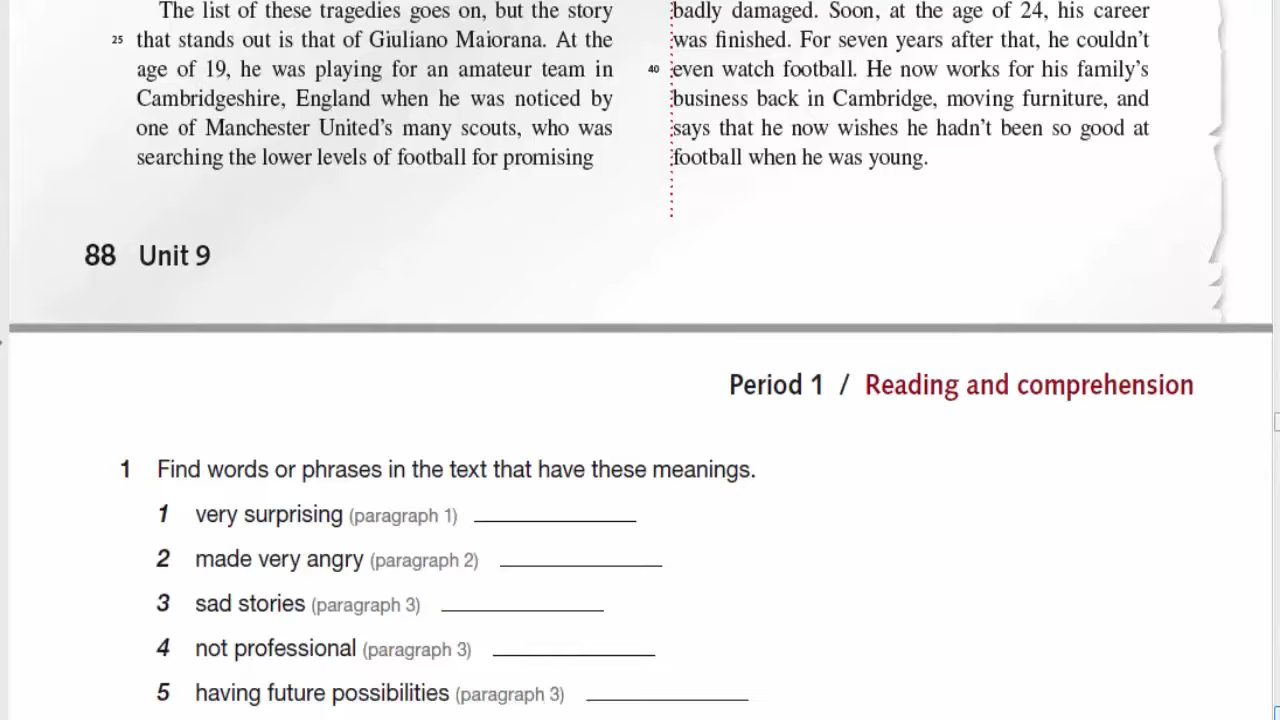 The list of these tragedies goes on, but the story
25 that stands out is that of Giuliano Maiorana. At the
age of 19, he was playing for an amateur team in
Cambridgeshire, England when he was noticed by
one of Manchester United's many scouts, who was
searching the lower levels of football for promising
badly damaged. Soon, at the age of 24, his career
was finished. For seven years after that, he couldn't
40 even watch football. He now works for his family's
business back in Cambridge, moving furniture, and
says that he now wishes he hadn't been so good at
football when he was young.
88 Unit 9
Period 1 / Reading and comprehension
1 Find words or phrases in the text that have these meanings.
1 very surprising (paragraph 1)
2 made very angry (paragraph 2)
3 sad stories (paragraph 3)
4 not professional (paragraph 3)
5 having future possibilities (paragraph 3)